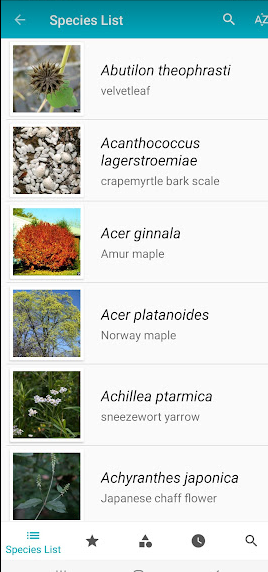 Species List
AZ
Abutilon theophrasti
velvetleaf
Acanthococcus
lagerstroemiae
crapemyrtle bark scale
Acer ginnala
Amur maple
Acer platanoides
Norway maple
Achillea ptarmica
sneezewort yarrow
Achyranthes japonica
Japanese chaff flower
Species List